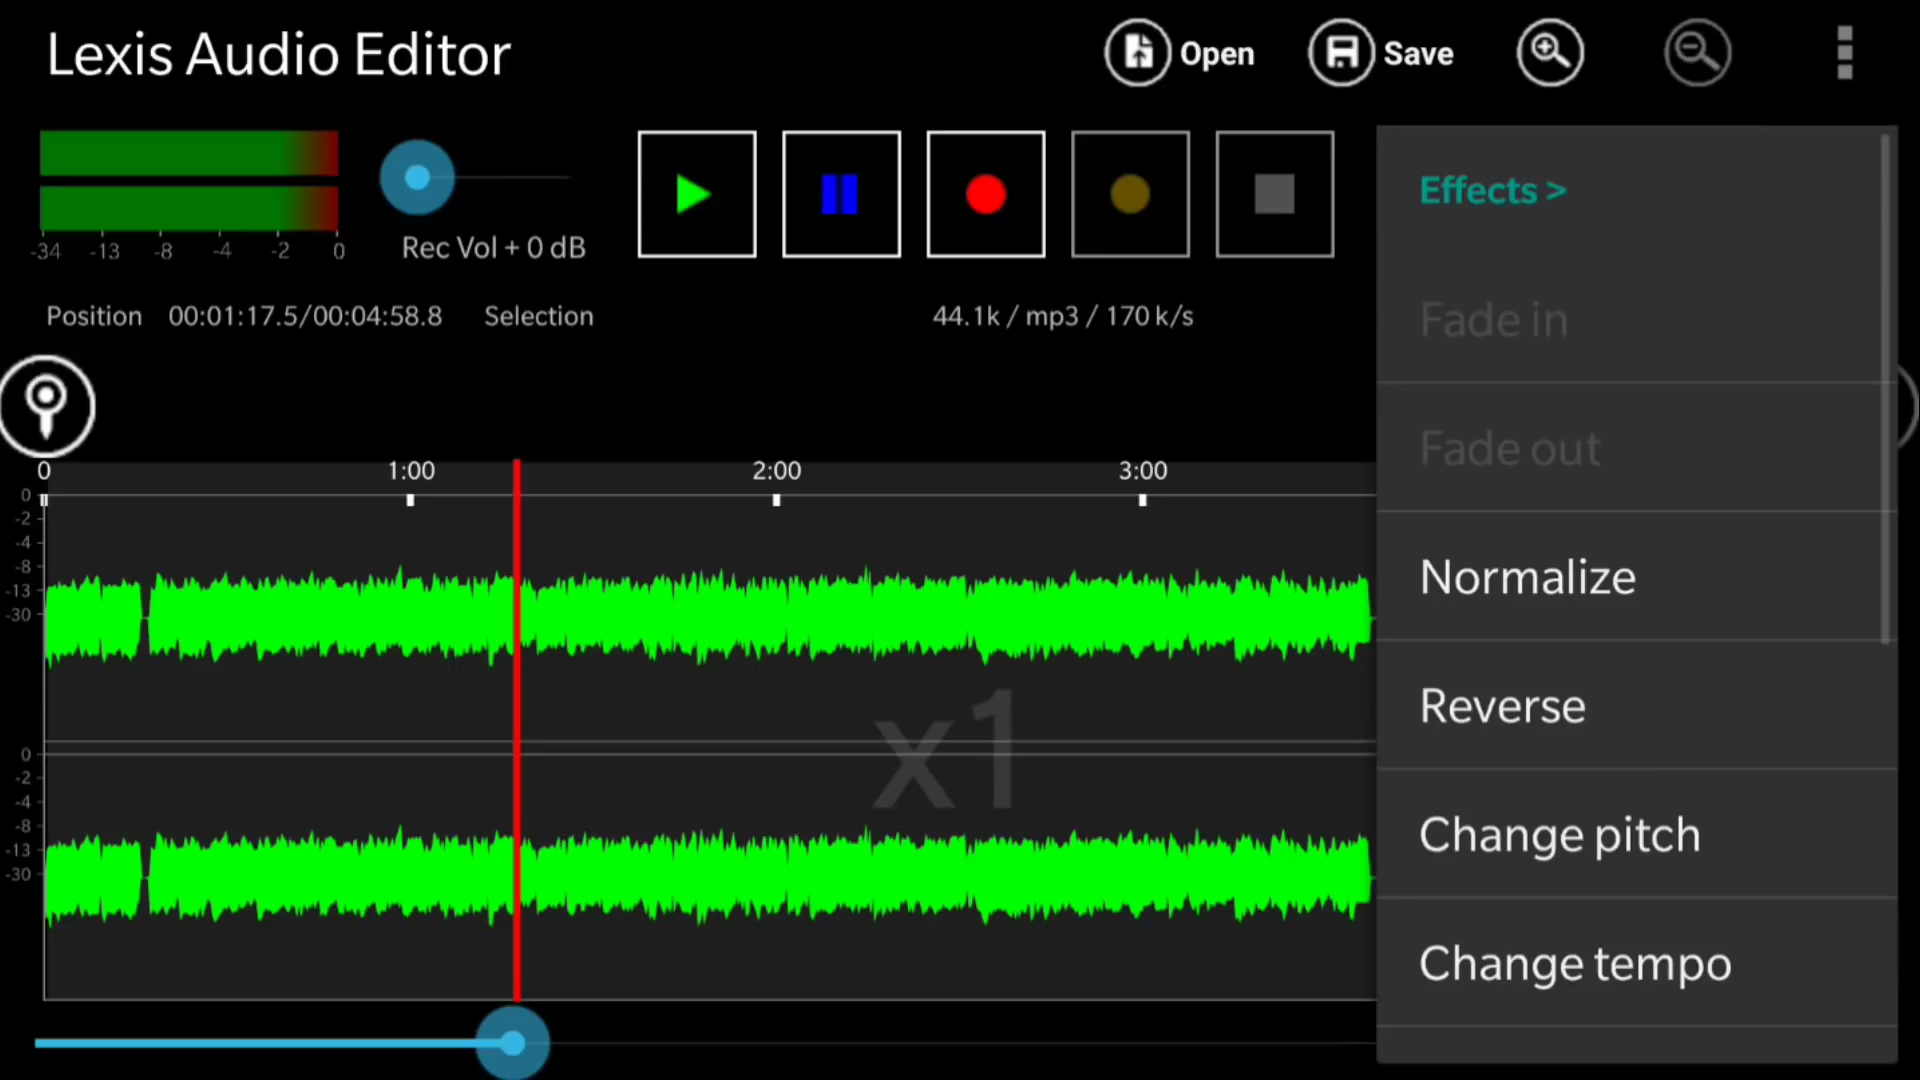 Lexis Audio Editor
Open
Save
-34 -13 -8 -4 -2 0
Rec Vol + 0 dB
Position 00:01:17.5/00:04:58.8 Selection 44.1k / mp3 / 170 k/s
Effects >
Fade in
Fade out
Normalize
Reverse
Change pitch
Change tempo
0 1:00 2:00 3:00
0
-2
-4
-8
-13
-30
x1
0
-2
-4
-8
-13
-30